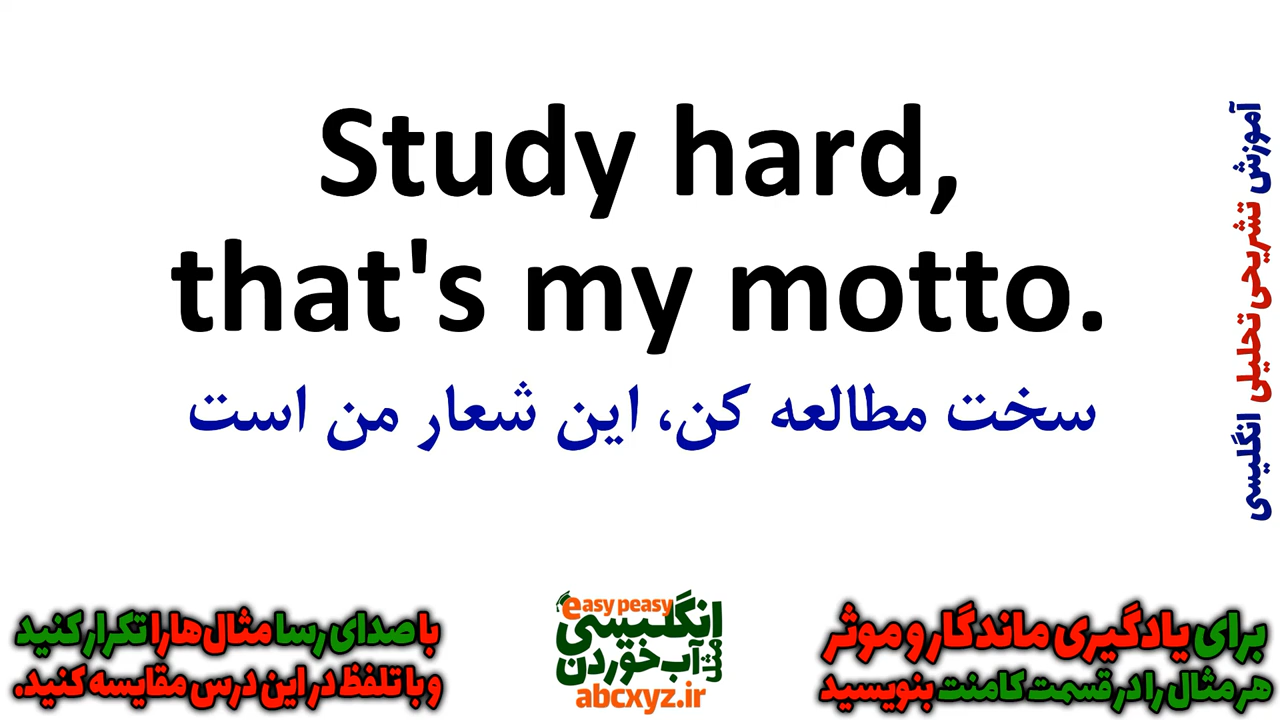 Study hard,
that's my motto.
سخت مطالعه کن، این شعار من است
آموزش تشریحی تحلیلی انگلیسی
با صدای رسا مثال‌ها را تکرار کنید
و با تلفظ در این درس مقایسه کنید.
easy peasy
انگلیسی
مثل آب خوردن
abcxyz.ir
برای یادگیری ماندگار و موثر
هر مثال را در قسمت کامنت بنویسید